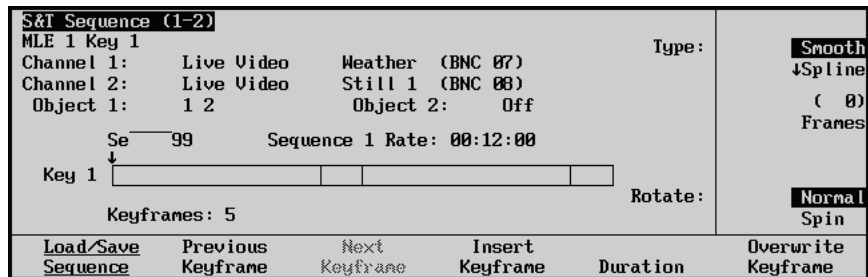 S&T Sequence (1-2)
MLE 1 Key 1
Channel 1: Live Video Weather (BNC 07)
Channel 2: Live Video Still 1 (BNC 08)
Object 1: 1 2 Object 2: Off
Type: Smooth
↓Spline
( 0)
Frames
Se 99 Sequence 1 Rate: 00:12:00
↓
Key 1
Keyframes: 5
Rotate: Normal
Spin
Load/Save Sequence
Previous Keyframe
Next Keyframe
Insert Keyframe
Duration
Overwrite Keyframe